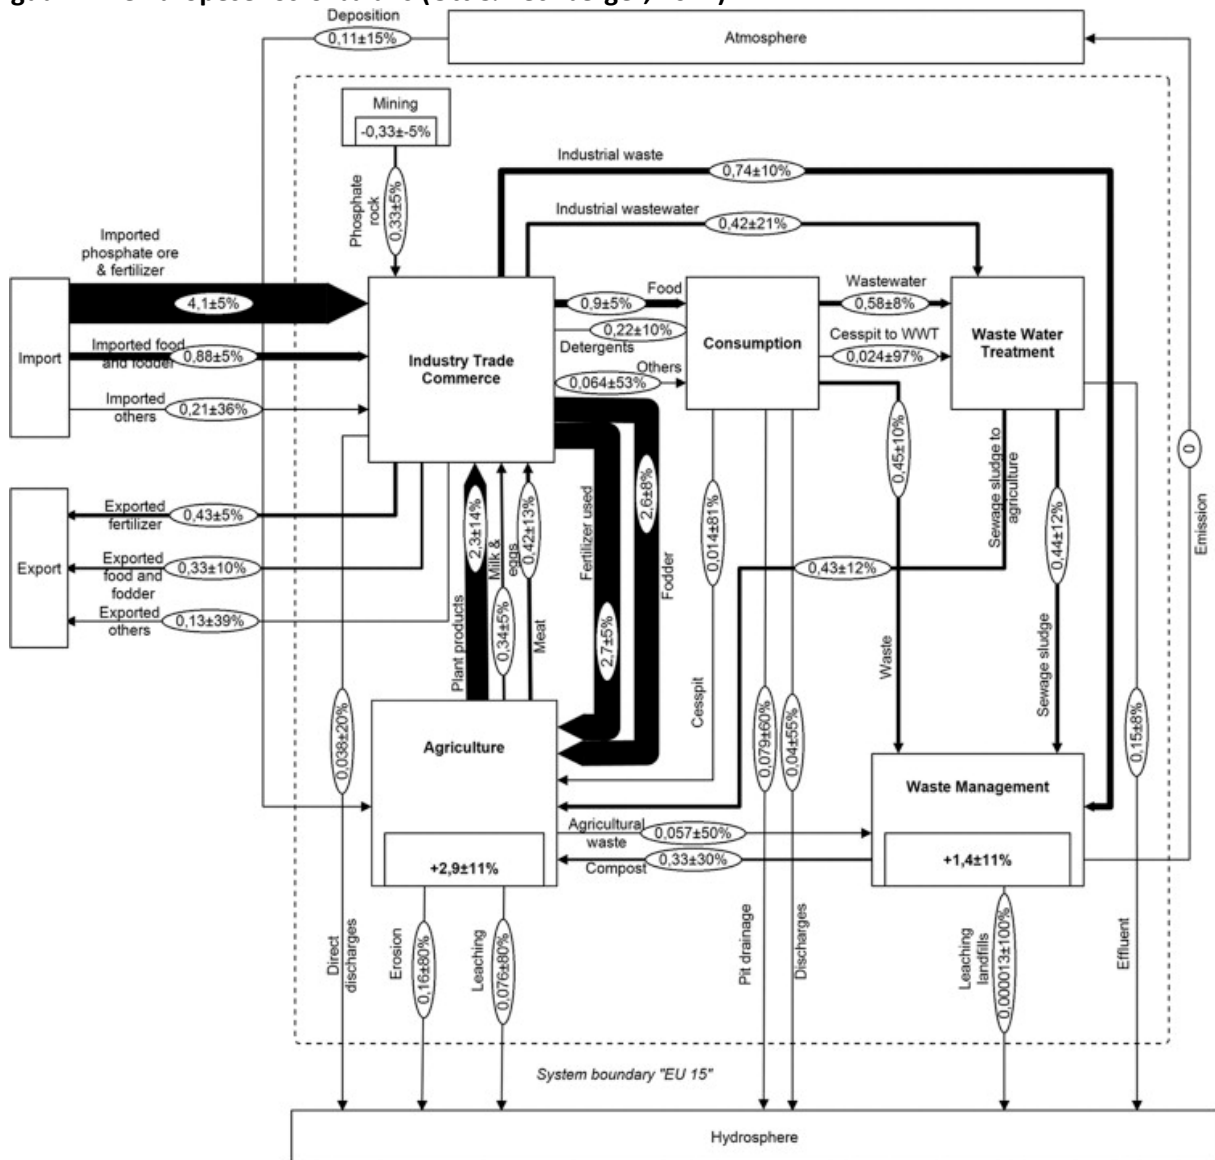 Deposition
0,11±15%
Atmosphere
Mining
-0,33±-5%
Industrial waste
0,74±10%
Phosphate
rock
0,33±5%
Industrial wastewater
0,42±21%
Imported
phosphate ore
& fertilizer
4,1±5%
Food
0,9±5%
Wastewater
0,58±8%
Import
Imported food
and fodder
0,88±5%
Industry Trade
Commerce
0,22±10%
Detergents
Consumption
Cesspit to WWT
0,024±97%
Waste Water
Treatment
Others
0,064±53%
Imported
others
0,21±36%
0,45±10%
Sewage sludge to
agriculture
0,44±12%
0
Emission
Export
Exported
fertilizer
0,43±5%
Exported
food and
fodder
0,33±10%
Exported
others
0,13±39%
2,3±14%
Plant products
Milk &
eggs
0,34±5%
0,42±13%
Meat
Fertilizer used
2,7±5%
2,6±8%
Fodder
0,014±81%
Cesspit
0,43±12%
Waste
Sewage sludge
0,038±20%
0,079±60%
0,04±55%
0,15±8%
Agriculture
+2,9±11%
Waste Management
+1,4±11%
Agricultural
waste
0,057±50%
0,33±30%
Compost
Direct
discharges
Erosion
0,16±80%
Leaching
0,076±80%
Pit drainage
Discharges
Leaching
landfills
0,000013±100%
Effluent
System boundary "EU 15"
Hydrosphere